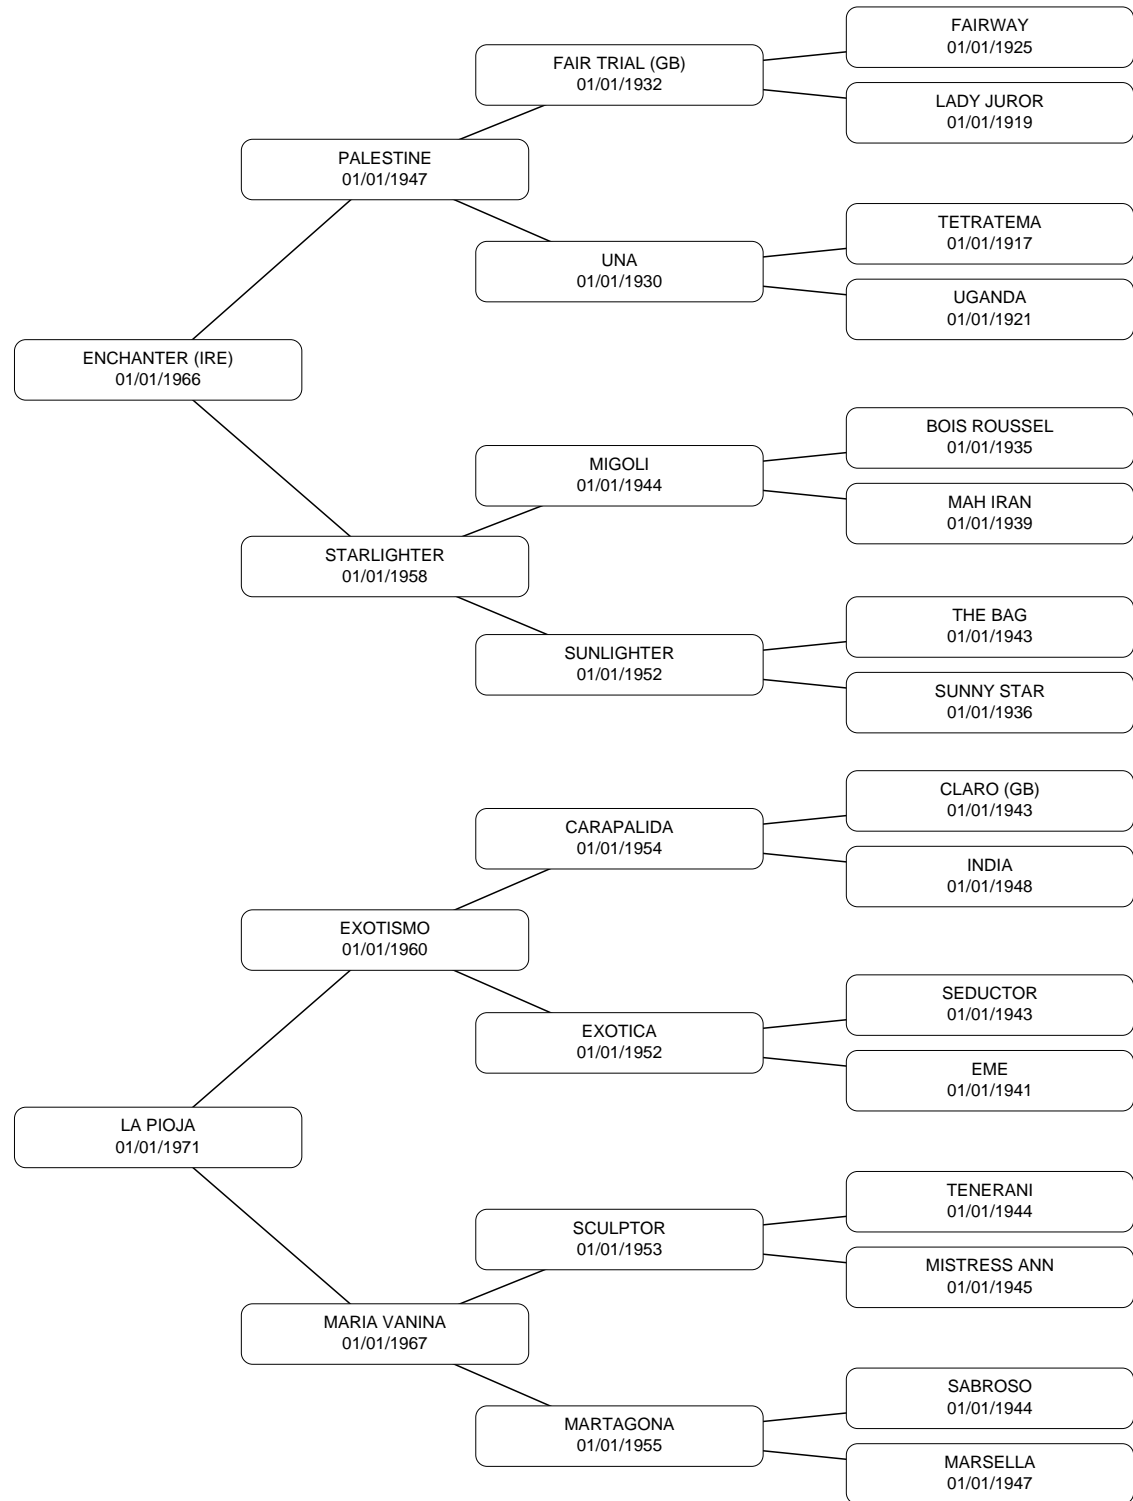 FAIRWAY
01/01/1925
FAIR TRIAL (GB)
01/01/1932
LADY JUROR
01/01/1919
PALESTINE
01/01/1947
TETRATEMA
01/01/1917
UNA
01/01/1930
UGANDA
01/01/1921
ENCHANTER (IRE)
01/01/1966
BOIS ROUSSEL
01/01/1935
MIGOLI
01/01/1944
MAH IRAN
01/01/1939
STARLIGHTER
01/01/1958
THE BAG
01/01/1943
SUNLIGHTER
01/01/1952
SUNNY STAR
01/01/1936
CLARO (GB)
01/01/1943
CARAPALIDA
01/01/1954
INDIA
01/01/1948
EXOTISMO
01/01/1960
SEDUCTOR
01/01/1943
EXOTICA
01/01/1952
EME
01/01/1941
LA PIOJA
01/01/1971
TENERANI
01/01/1944
SCULPTOR
01/01/1953
MISTRESS ANN
01/01/1945
MARIA VANINA
01/01/1967
SABROSO
01/01/1944
MARTAGONA
01/01/1955
MARSELLA
01/01/1947